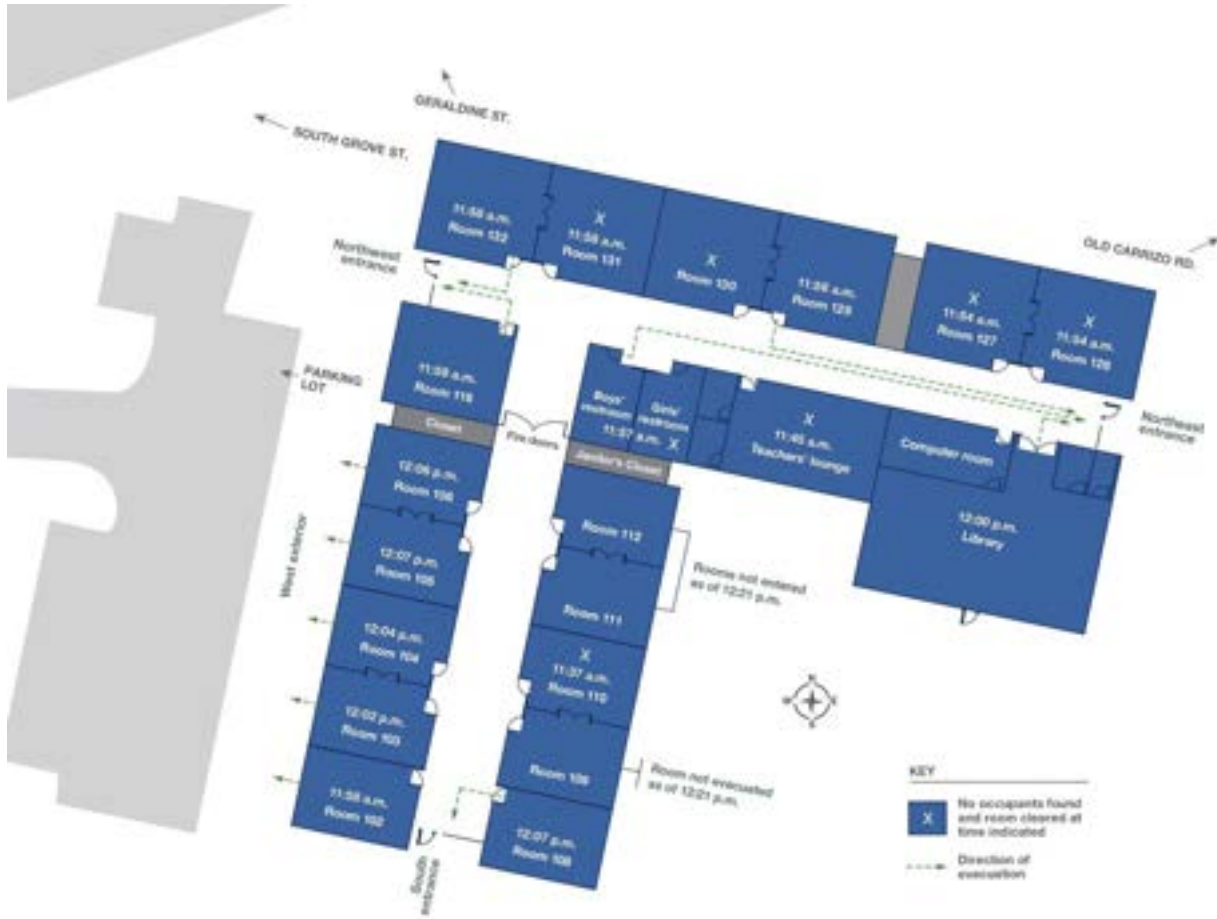 GERALDINE ST.
SOUTH GROVE ST.
OLD CARRIZO RD.
Northwest
entrance
11:58 a.m.
Room 132
X
11:58 a.m.
Room 131
X
Room 130
11:56 a.m.
Room 129
X
11:54 a.m.
Room 127
X
11:54 a.m.
Room 126
Northeast
entrance
PARKING
LOT
11:59 a.m.
Room 116
Closet
Fire doors
Boys'
restroom
Girls'
restroom
11:57 a.m. X
Janitor's Closet
X
11:45 a.m.
Teachers' lounge
Computer room
12:00 p.m.
Library
West exterior
12:06 p.m.
Room 106
12:07 p.m.
Room 105
12:04 p.m.
Room 104
12:02 p.m.
Room 103
11:58 a.m.
Room 102
Room 112
Room 111
Rooms not entered
as of 12:21 p.m.
X
11:37 a.m.
Room 110
Room 109
Room not evacuated
as of 12:21 p.m.
12:07 p.m.
Room 108
South
entrance
N
W
E
S
KEY
X
No occupants found
and room cleared at
time indicated
Direction of
evacuation